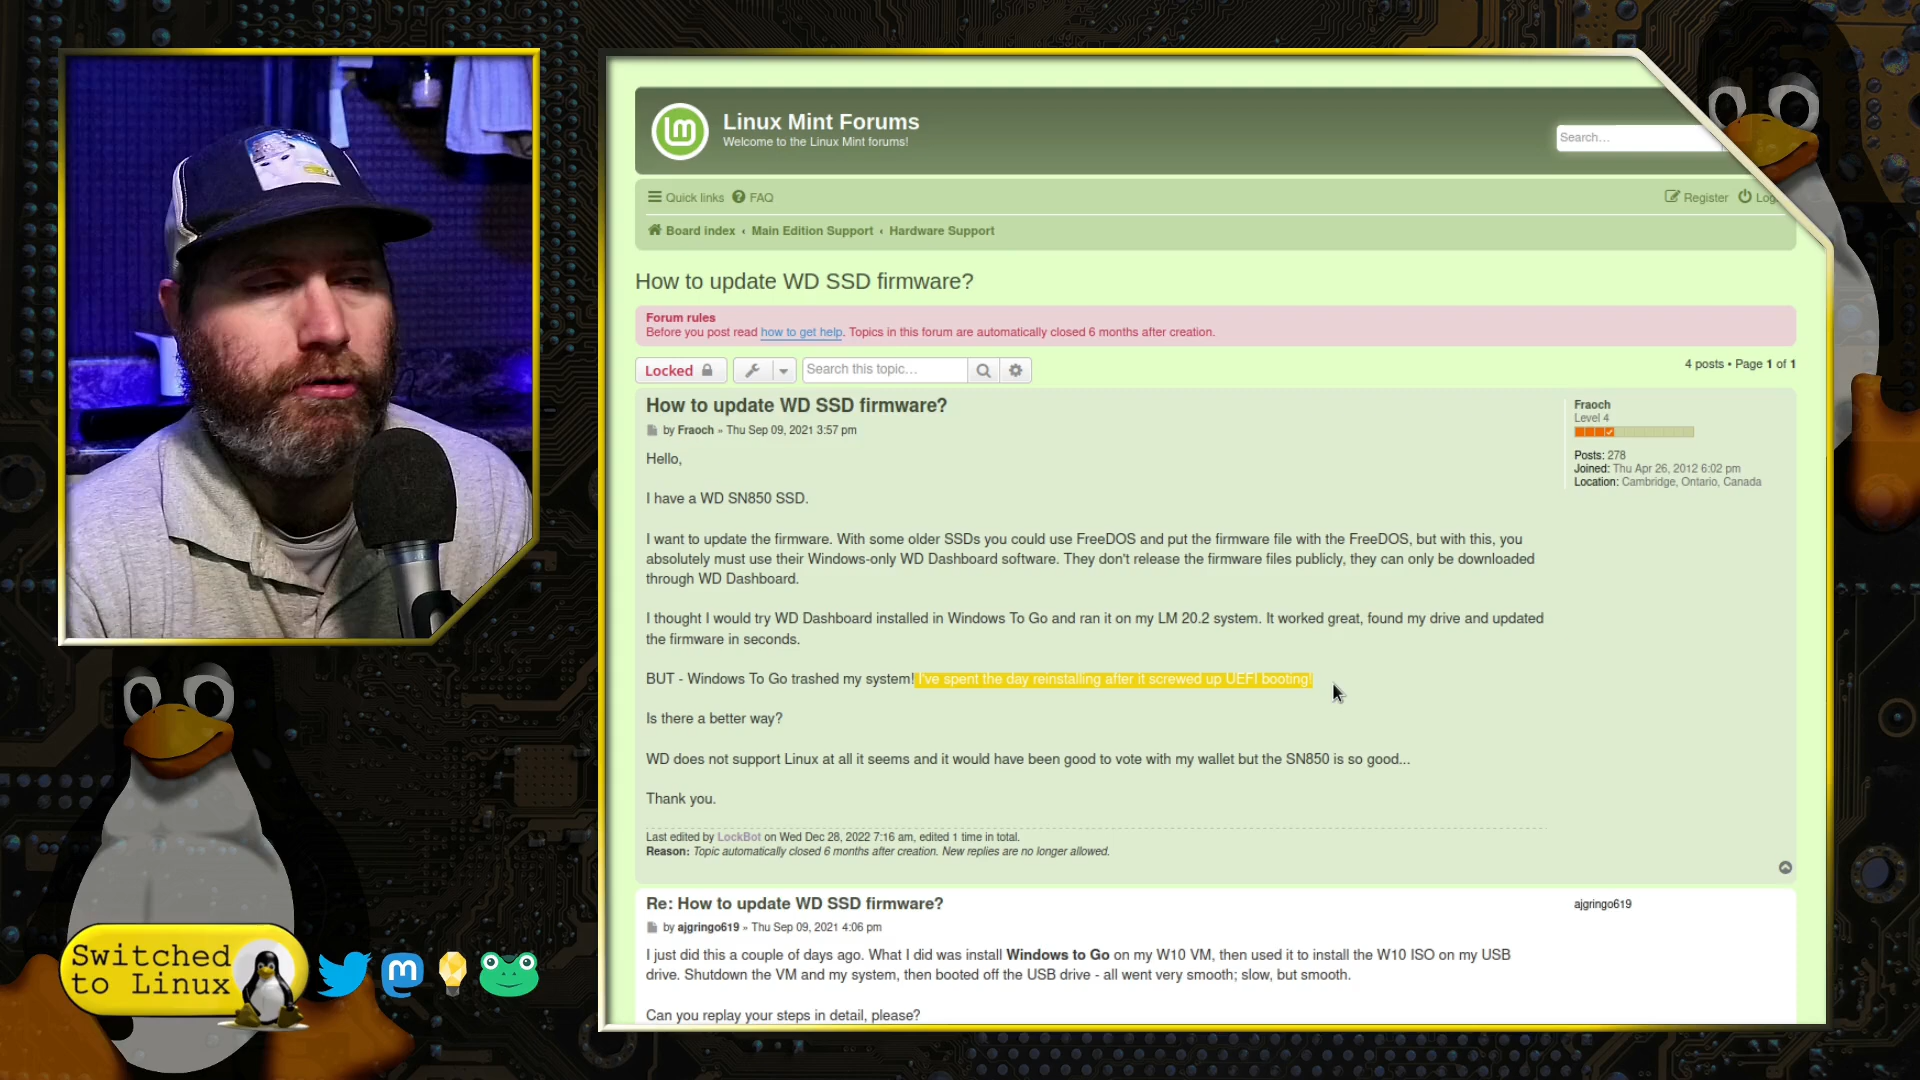 Linux Mint Forums
Welcome to the Linux Mint forums!
Search…
Quick links FAQ
Register
Board index ‹ Main Edition Support ‹ Hardware Support
How to update WD SSD firmware?
Forum rules
Before you post read how to get help. Topics in this forum are automatically closed 6 months after creation.
Locked
Search this topic…
4 posts • Page 1 of 1
How to update WD SSD firmware?
by Fraoch » Thu Sep 09, 2021 3:57 pm
Fraoch
Level 4
Posts: 278
Joined: Thu Apr 26, 2012 6:02 pm
Location: Cambridge, Ontario, Canada
Hello,
I have a WD SN850 SSD.
I want to update the firmware. With some older SSDs you could use FreeDOS and put the firmware file with the FreeDOS, but with this, you
absolutely must use their Windows-only WD Dashboard software. They don't release the firmware files publicly, they can only be downloaded
through WD Dashboard.
I thought I would try WD Dashboard installed in Windows To Go and ran it on my LM 20.2 system. It worked great, found my drive and updated
the firmware in seconds.
BUT - Windows To Go trashed my system! I've spent the day reinstalling after it screwed up UEFI booting!
Is there a better way?
WD does not support Linux at all it seems and it would have been good to vote with my wallet but the SN850 is so good...
Thank you.
Last edited by LockBot on Wed Dec 28, 2022 7:16 am, edited 1 time in total.
Reason: Topic automatically closed 6 months after creation. New replies are no longer allowed.
Re: How to update WD SSD firmware?
by ajgringo619 » Thu Sep 09, 2021 4:06 pm
ajgringo619
I just did this a couple of days ago. What I did was install Windows to Go on my W10 VM, then used it to install the W10 ISO on my USB
drive. Shutdown the VM and my system, then booted off the USB drive - all went very smooth; slow, but smooth.
Can you replay your steps in detail, please?
Switched
to Linux